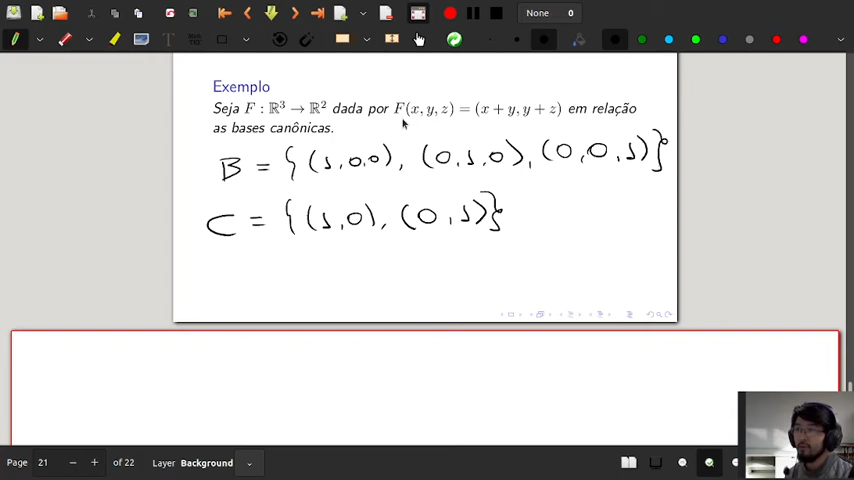 None 0
Exemplo
Seja F : ℝ³ → ℝ² dada por F(x, y, z) = (x + y, y + z) em relação
as bases canônicas.
B = {(1,0,0), (0,1,0), (0,0,1)}
C = {(1,0), (0,1)}
Page 21 of 22 Layer Background